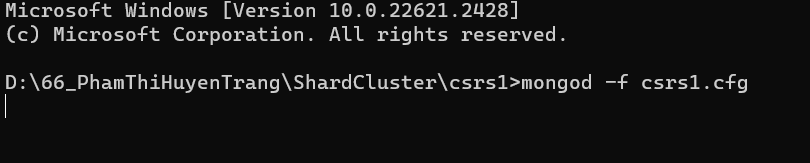 Microsoft Windows [Version 10.0.22621.2428]
(c) Microsoft Corporation. All rights reserved.
D:\66_PhamThiHuyenTrang\ShardCluster\csrs1>mongod -f csrs1.cfg